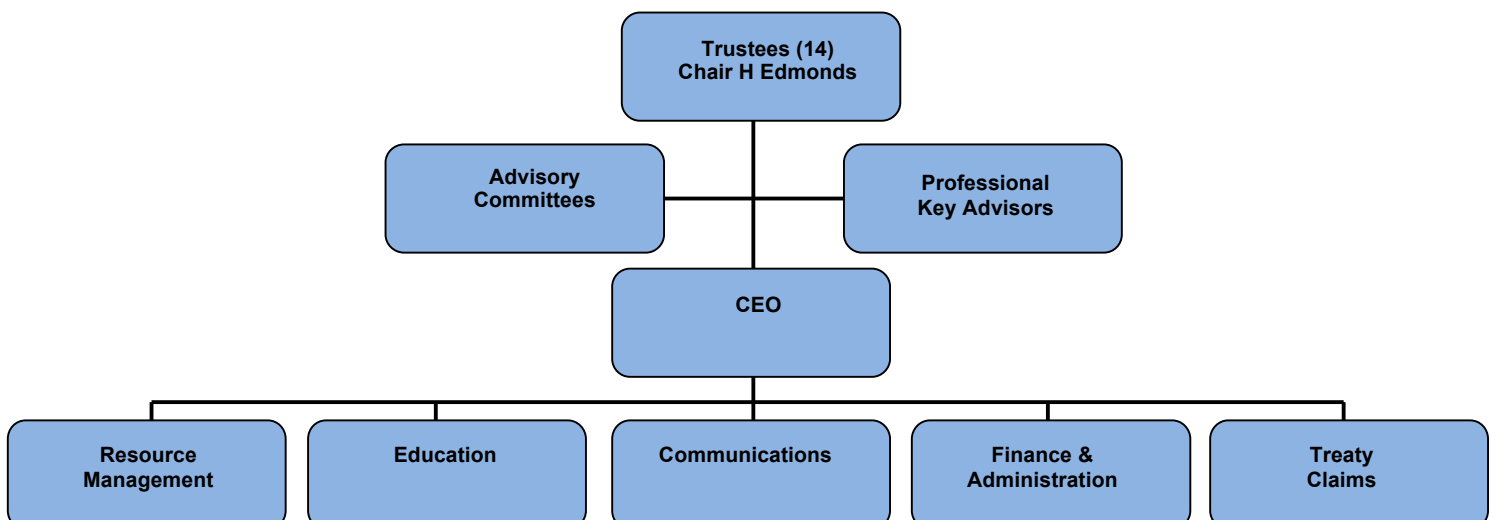 Trustees (14)
Chair H Edmonds
Advisory
Committees
Professional
Key Advisors
CEO
Resource
Management
Education
Communications
Finance &
Administration
Treaty
Claims